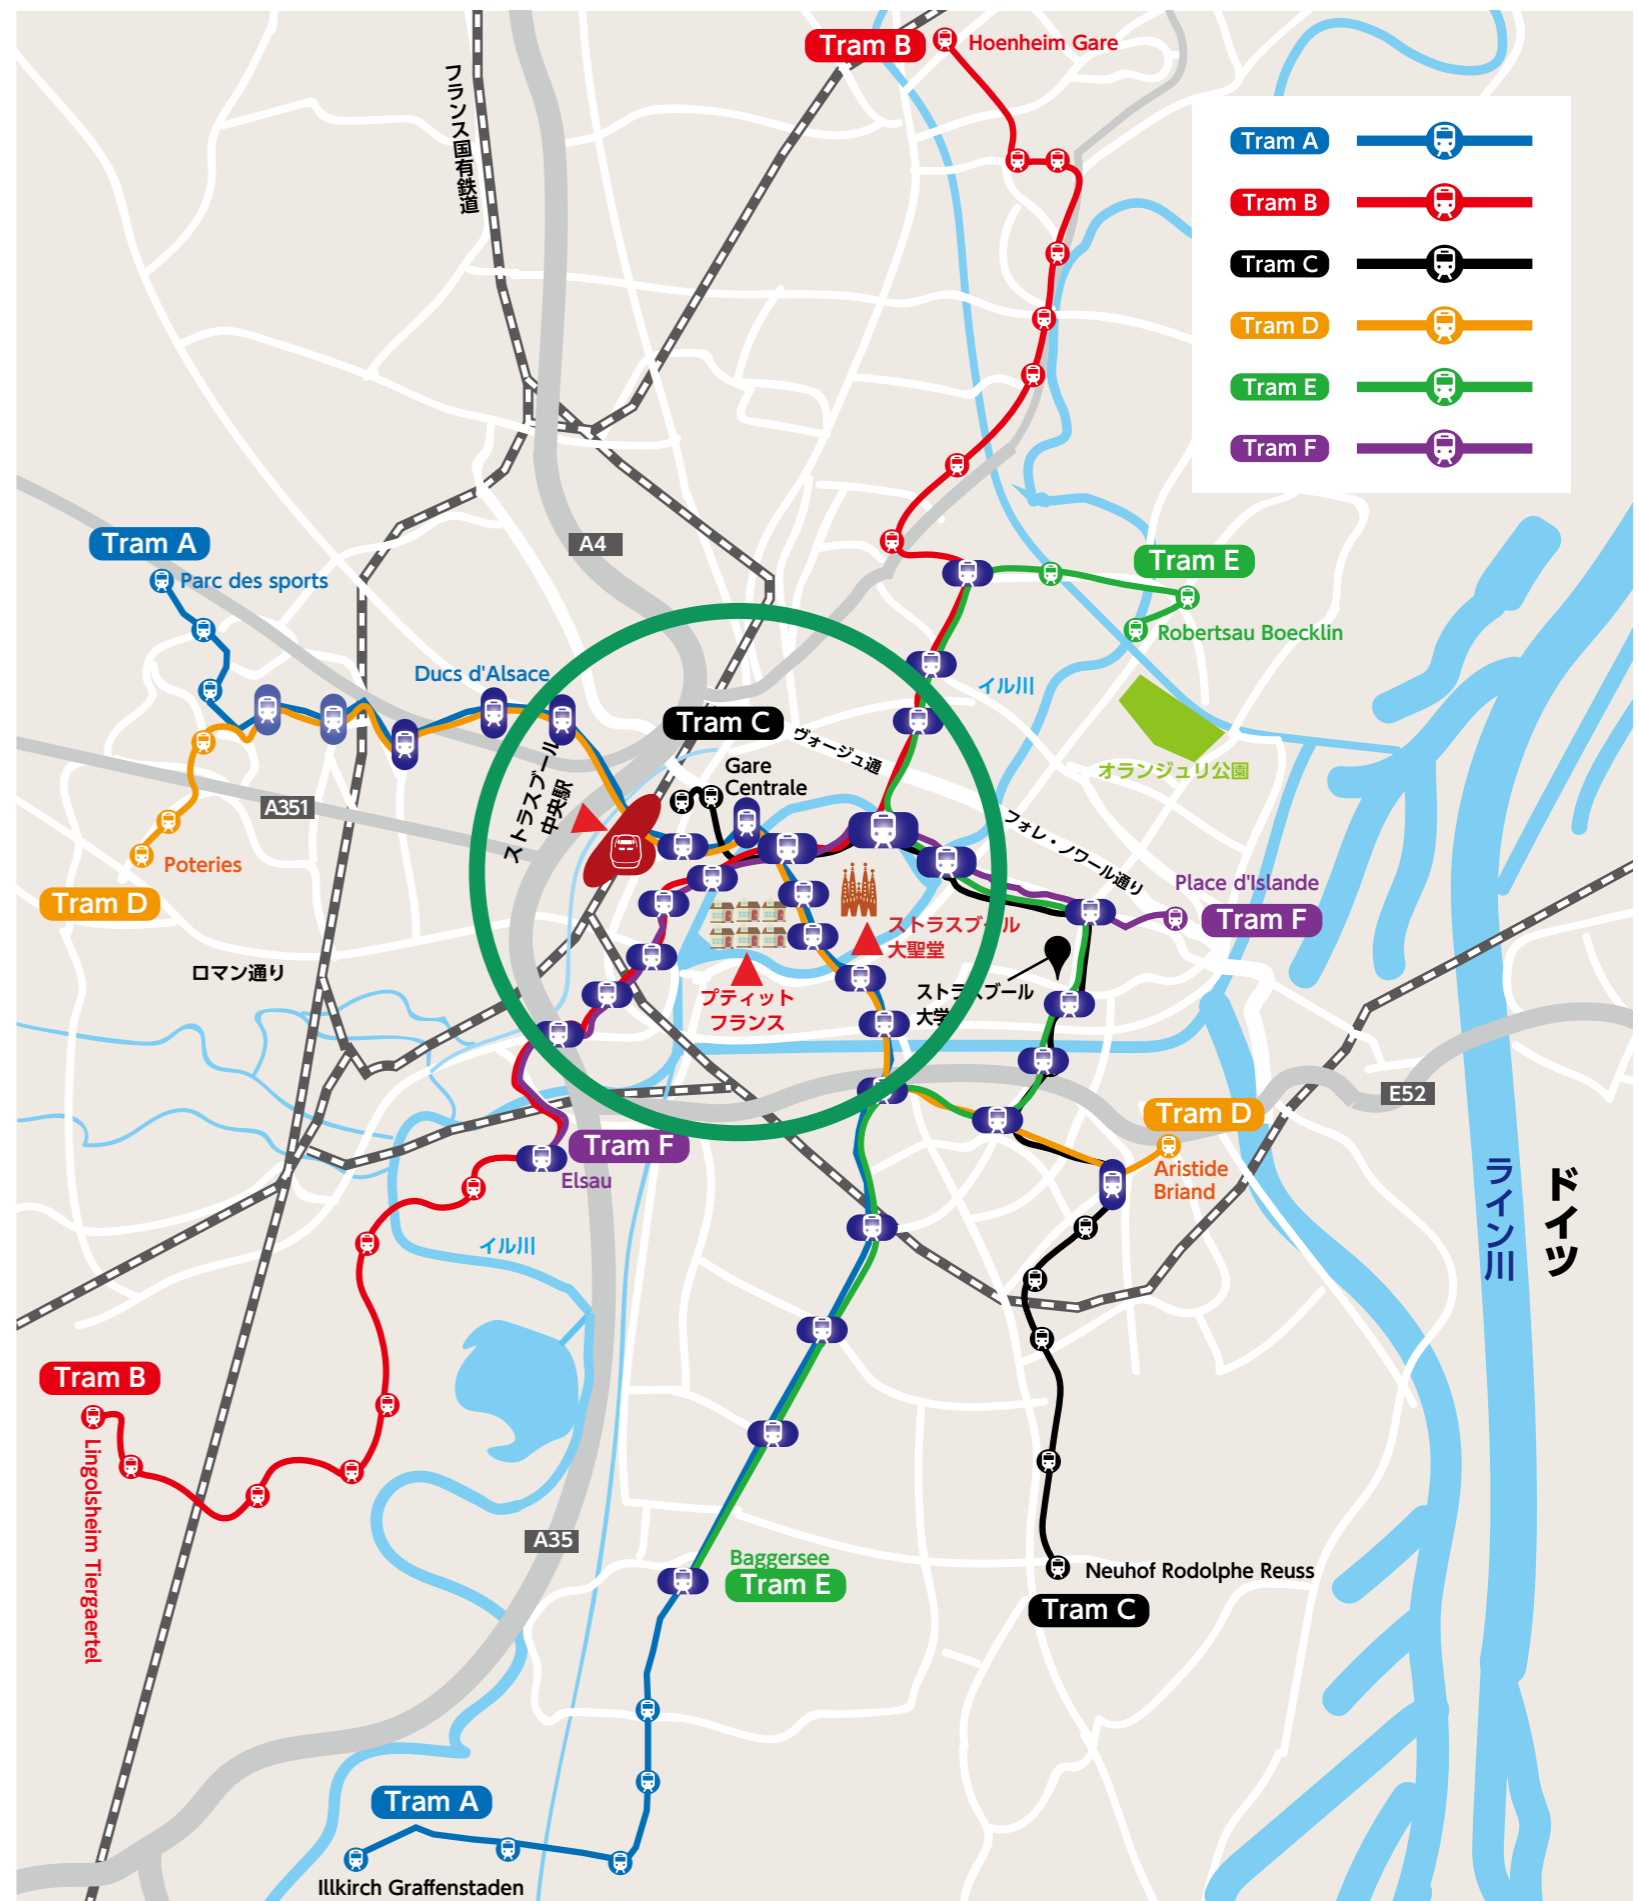 Tram B
Hoenheim Gare
フランス国有鉄道
Tram A
Tram B
Tram C
Tram D
Tram E
Tram F
Tram A
Parc des sports
A4
Tram E
Robertsau Boecklin
Ducs d'Alsace
イル川
Tram C
ヴォージュ通
Gare
Centrale
オランジュリ公園
ストラスブール
中央駅
A351
フォレ・ノワール通り
Poteries
Tram D
Place d'Islande
Tram F
ストラスブール
大聖堂
ロマン通り
プティット
フランス
ストラスブール
大学
E52
Tram D
Aristide
Briand
Tram F
Elsau
イル川
ライン川
ドイツ
Tram B
Lingolsheim Tiergaertel
A35
Baggersee
Tram E
Neuhof Rodolphe Reuss
Tram C
Tram A
Illkirch Graffenstaden